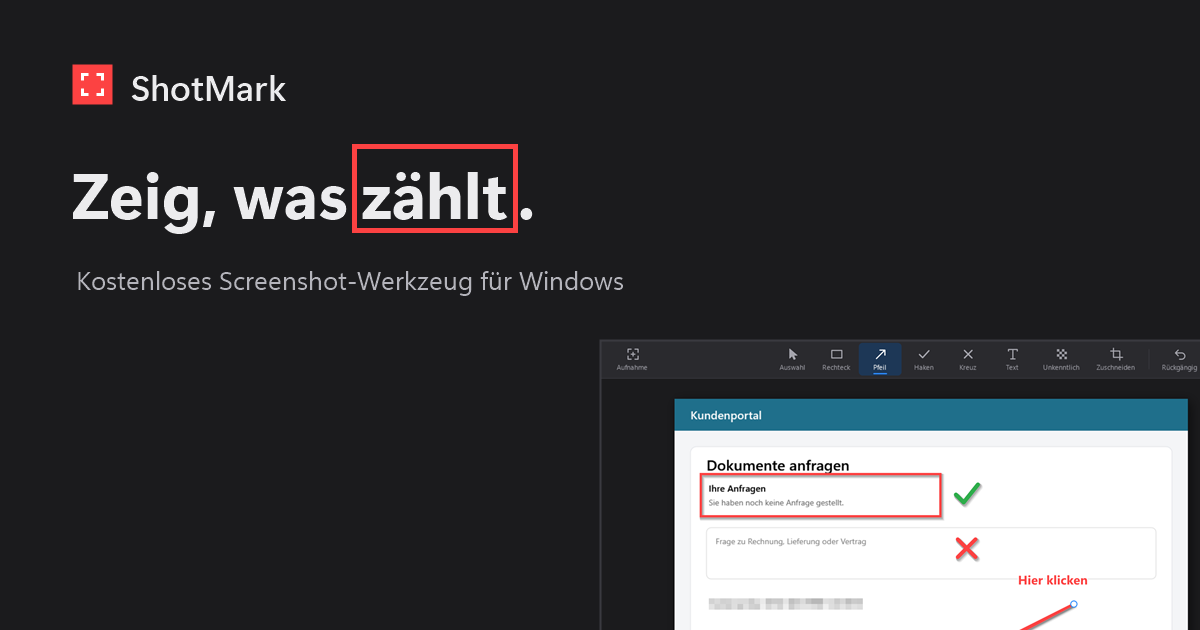 ShotMark
Zeig, was zählt.
Kostenloses Screenshot-Werkzeug für Windows
Aufnahme Auswahl Rechteck Pfeil Haken Kreuz Text Unkenntlich Zuschneiden Rückgängig
Kundenportal
Dokumente anfragen
Ihre Anfragen
Sie haben noch keine Anfrage gestellt.
Frage zu Rechnung, Lieferung oder Vertrag
Hier klicken